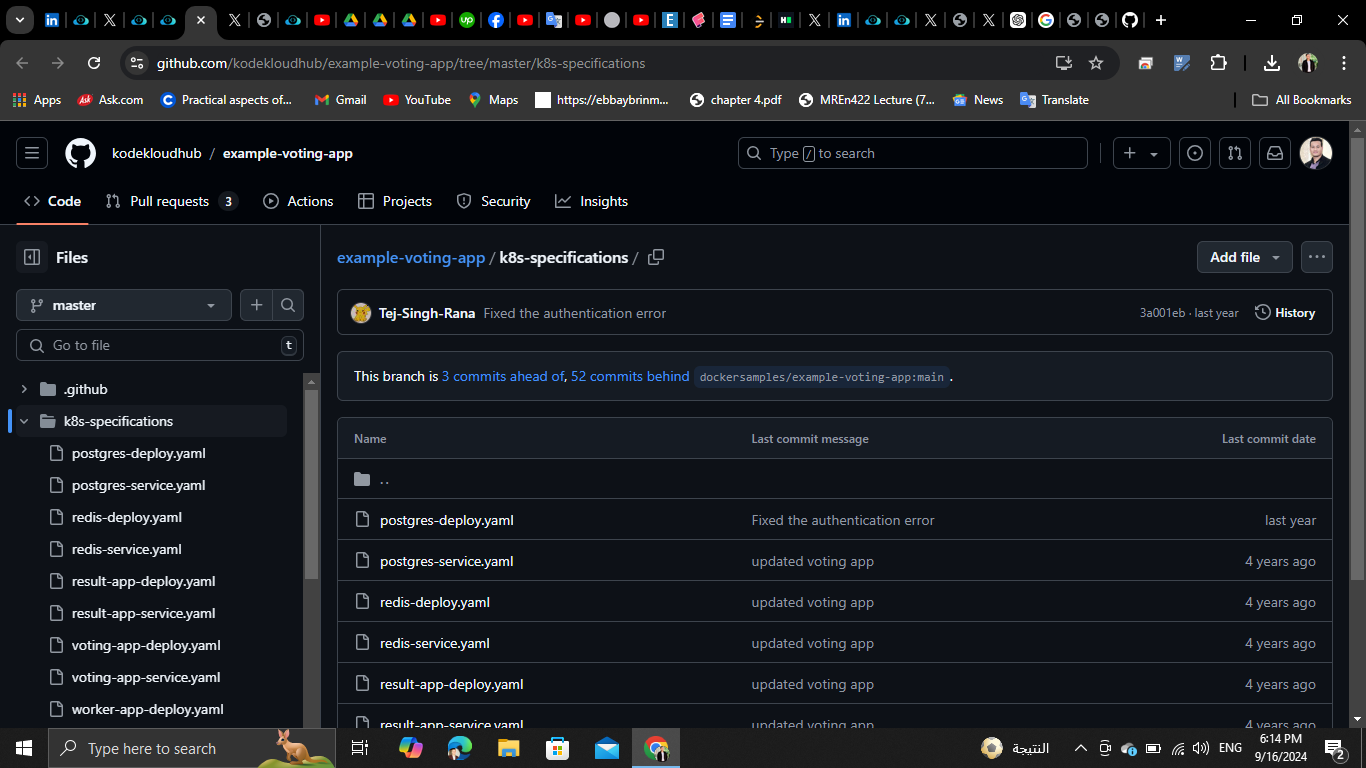 github.com/kodekloudhub/example-voting-app/tree/master/k8s-specifications
Apps Ask Ask.com Practical aspects of... Gmail YouTube Maps https://ebbaybrinm... chapter 4.pdf MREn422 Lecture (7... News Translate All Bookmarks
kodekloudhub / example-voting-app Type / to search
Code Pull requests 3 Actions Projects Security Insights
Files
master
Go to file t
.github
k8s-specifications
postgres-deploy.yaml
postgres-service.yaml
redis-deploy.yaml
redis-service.yaml
result-app-deploy.yaml
result-app-service.yaml
voting-app-deploy.yaml
voting-app-service.yaml
worker-app-deploy.yaml
example-voting-app / k8s-specifications /
Add file
Tej-Singh-Rana Fixed the authentication error 3a001eb · last year History
This branch is 3 commits ahead of, 52 commits behind dockersamples/example-voting-app:main .
Name Last commit message Last commit date
..
postgres-deploy.yaml Fixed the authentication error last year
postgres-service.yaml updated voting app 4 years ago
redis-deploy.yaml updated voting app 4 years ago
redis-service.yaml updated voting app 4 years ago
result-app-deploy.yaml updated voting app 4 years ago
result-app-service.yaml updated voting app 4 years ago
Type here to search
النتيجة
ENG
6:14 PM
9/16/2024
2